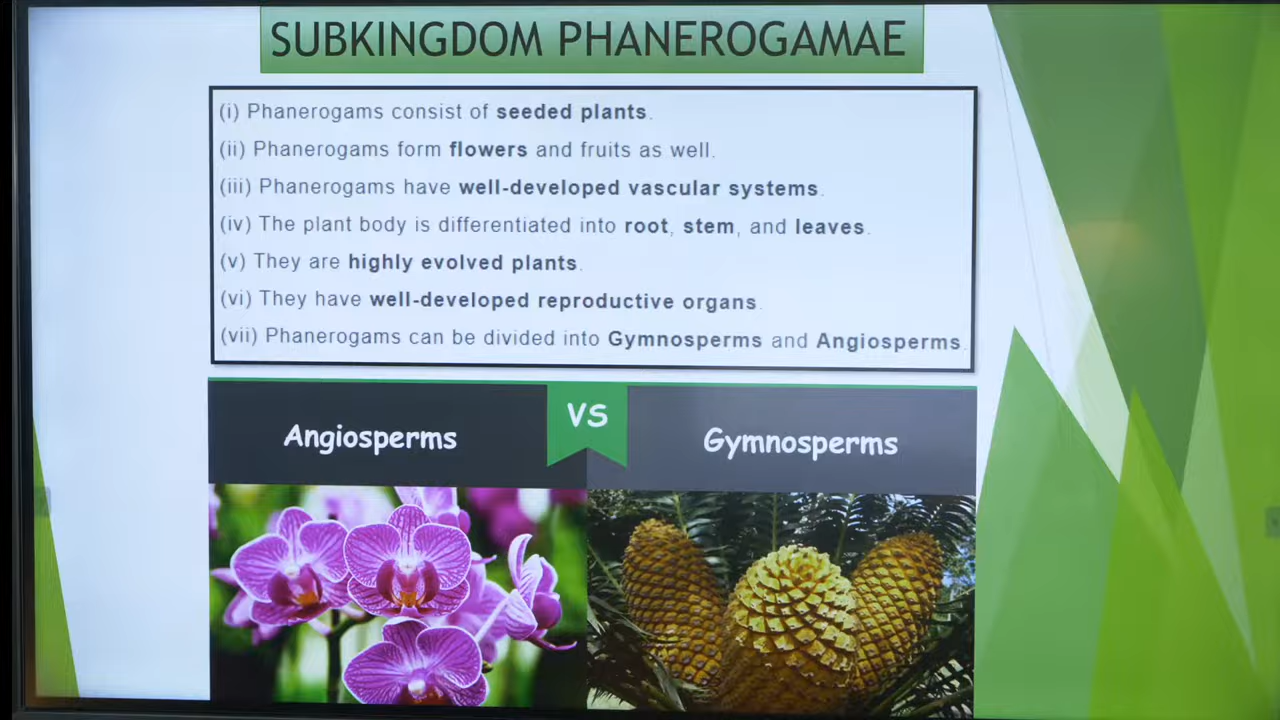 SUBKINGDOM PHANEROGAMAE
(i) Phanerogams consist of seeded plants.
(ii) Phanerogams form flowers and fruits as well.
(iii) Phanerogams have well-developed vascular systems.
(iv) The plant body is differentiated into root, stem, and leaves.
(v) They are highly evolved plants.
(vi) They have well-developed reproductive organs.
(vii) Phanerogams can be divided into Gymnosperms and Angiosperms.
Angiosperms
VS
Gymnosperms